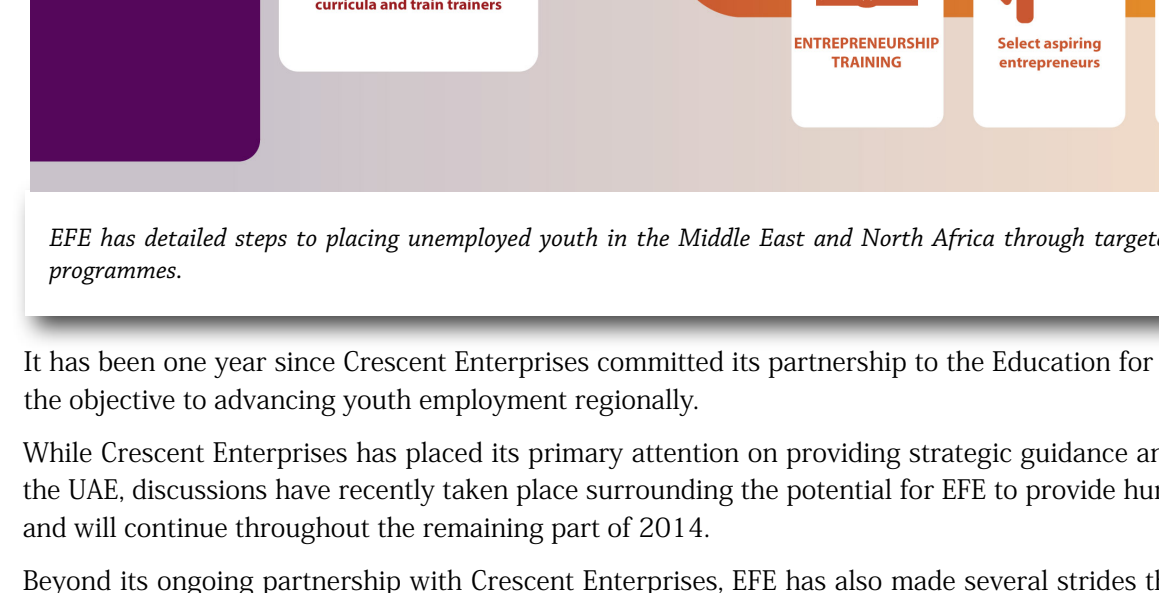 curricula and train trainers
ENTREPRENEURSHIP
TRAINING
Select aspiring
entrepreneurs
EFE has detailed steps to placing unemployed youth in the Middle East and North Africa through
programmes.
It has been one year since Crescent Enterprises committed its partnership to the Education for
the objective to advancing youth employment regionally.
While Crescent Enterprises has placed its primary attention on providing strategic guidance
the UAE, discussions have recently taken place surrounding the potential for EFE to provide
and will continue throughout the remaining part of 2014.
Beyond its ongoing partnership with Crescent Enterprises, EFE has also made several strides